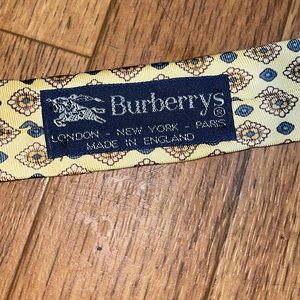 Burberrys®
LONDON - NEW YORK - PARIS
MADE IN ENGLAND